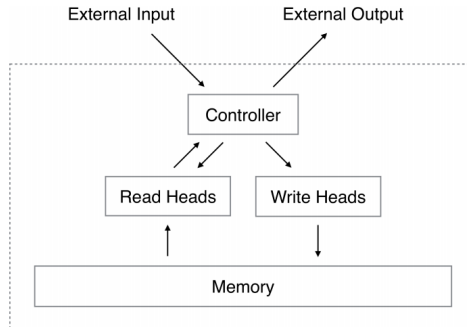 External Input
External Output
Controller
Read Heads
Write Heads
Memory